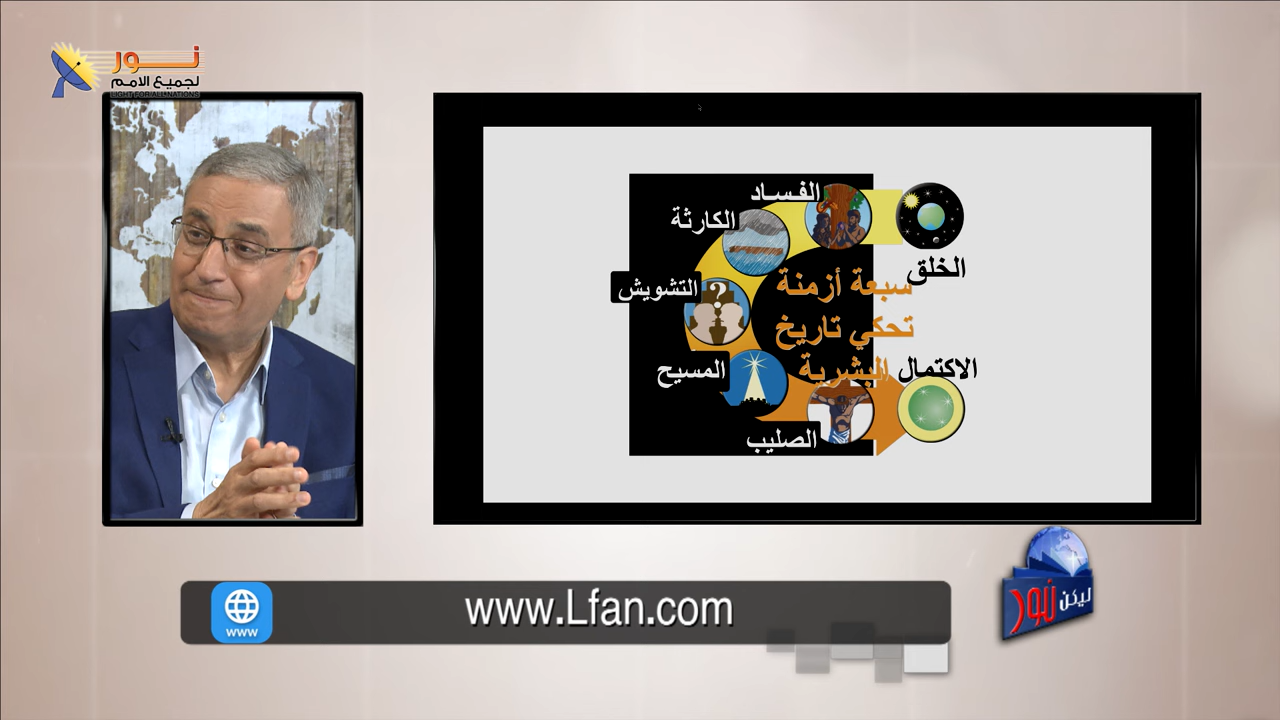 نور
لجميع الامم
LIGHT FOR ALL NATIONS
الفساد
الكارثة
الخلق
التشويش
?
سبعة أزمنة
تحكي تاريخ
البشرية
المسيح
الاكتمال
الصليب
www.Lfan.com
www
ليكن نور